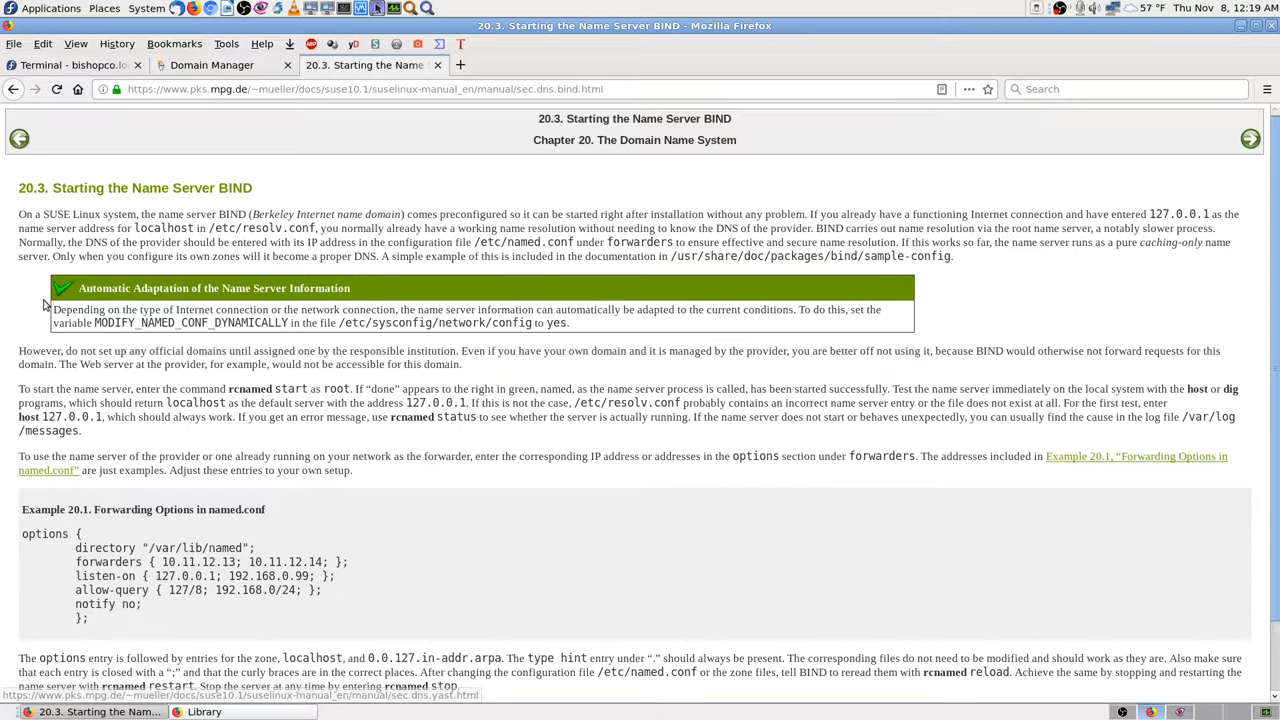 Applications Places System 57 °F Thu Nov 8, 12:19 AM
20.3. Starting the Name Server BIND - Mozilla Firefox
File Edit View History Bookmarks Tools Help
Terminal - bishopco.lo
Domain Manager
20.3. Starting the Name
https://www.pks.mpg.de/~mueller/docs/suse10.1/suselinux-manual_en/manual/sec.dns.bind.html
Search
20.3. Starting the Name Server BIND
Chapter 20. The Domain Name System
20.3. Starting the Name Server BIND
On a SUSE Linux system, the name server BIND (Berkeley Internet name domain) comes preconfigured so it can be started right after installation without any problem. If you already have a functioning Internet connection and have entered 127.0.0.1 as the
name server address for localhost in /etc/resolv.conf, you normally already have a working name resolution without needing to know the DNS of the provider. BIND carries out name resolution via the root name server, a notably slower process.
Normally, the DNS of the provider should be entered with its IP address in the configuration file /etc/named.conf under forwarders to ensure effective and secure name resolution. If this works so far, the name server runs as a pure caching-only name
server. Only when you configure its own zones will it become a proper DNS. A simple example of this is included in the documentation in /usr/share/doc/packages/bind/sample-config.
Automatic Adaptation of the Name Server Information
Depending on the type of Internet connection or the network connection, the name server information can automatically be adapted to the current conditions. To do this, set the
variable MODIFY_NAMED_CONF_DYNAMICALLY in the file /etc/sysconfig/network/config to yes.
However, do not set up any official domains until assigned one by the responsible institution. Even if you have your own domain and it is managed by the provider, you are better off not using it, because BIND would otherwise not forward requests for this
domain. The Web server at the provider, for example, would not be accessible for this domain.
To start the name server, enter the command rcnamed start as root. If “done” appears to the right in green, named, as the name server process is called, has been started successfully. Test the name server immediately on the local system with the host or dig
programs, which should return localhost as the default server with the address 127.0.0.1. If this is not the case, /etc/resolv.conf probably contains an incorrect name server entry or the file does not exist at all. For the first test, enter
host 127.0.0.1, which should always work. If you get an error message, use rcnamed status to see whether the server is actually running. If the name server does not start or behaves unexpectedly, you can usually find the cause in the log file /var/log
/messages.
To use the name server of the provider or one already running on your network as the forwarder, enter the corresponding IP address or addresses in the options section under forwarders. The addresses included in Example 20.1, “Forwarding Options in
named.conf” are just examples. Adjust these entries to your own setup.
Example 20.1. Forwarding Options in named.conf
options {
directory "/var/lib/named";
forwarders { 10.11.12.13; 10.11.12.14; };
listen-on { 127.0.0.1; 192.168.0.99; };
allow-query { 127/8; 192.168.0/24; };
notify no;
};
The options entry is followed by entries for the zone, localhost, and 0.0.127.in-addr.arpa. The type hint entry under “.” should always be present. The corresponding files do not need to be modified and should work as they are. Also make sure
that each entry is closed with a “;” and that the curly braces are in the correct places. After changing the configuration file /etc/named.conf or the zone files, tell BIND to reread them with rcnamed reload. Achieve the same by stopping and restarting the
name server with rcnamed restart. Stop the server at any time by entering rcnamed stop.
https://www.pks.mpg.de/~mueller/docs/suse10.1/suselinux-manual_en/manual/sec.dns.yast.html
20.3. Starting the Nam...
Library